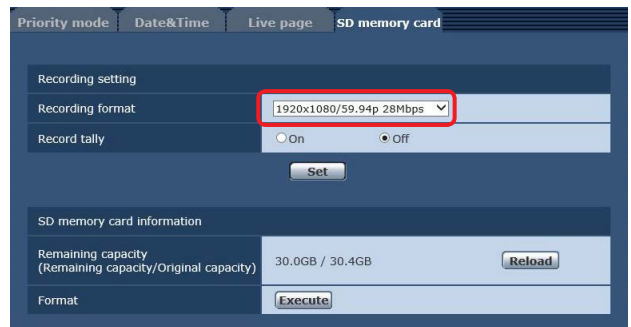 Priority mode Date&Time Live page SD memory card
Recording setting
Recording format 1920x1080/59.94p 28Mbps
Record tally On Off
Set
SD memory card information
Remaining capacity
(Remaining capacity/Original capacity) 30.0GB / 30.4GB Reload
Format Execute